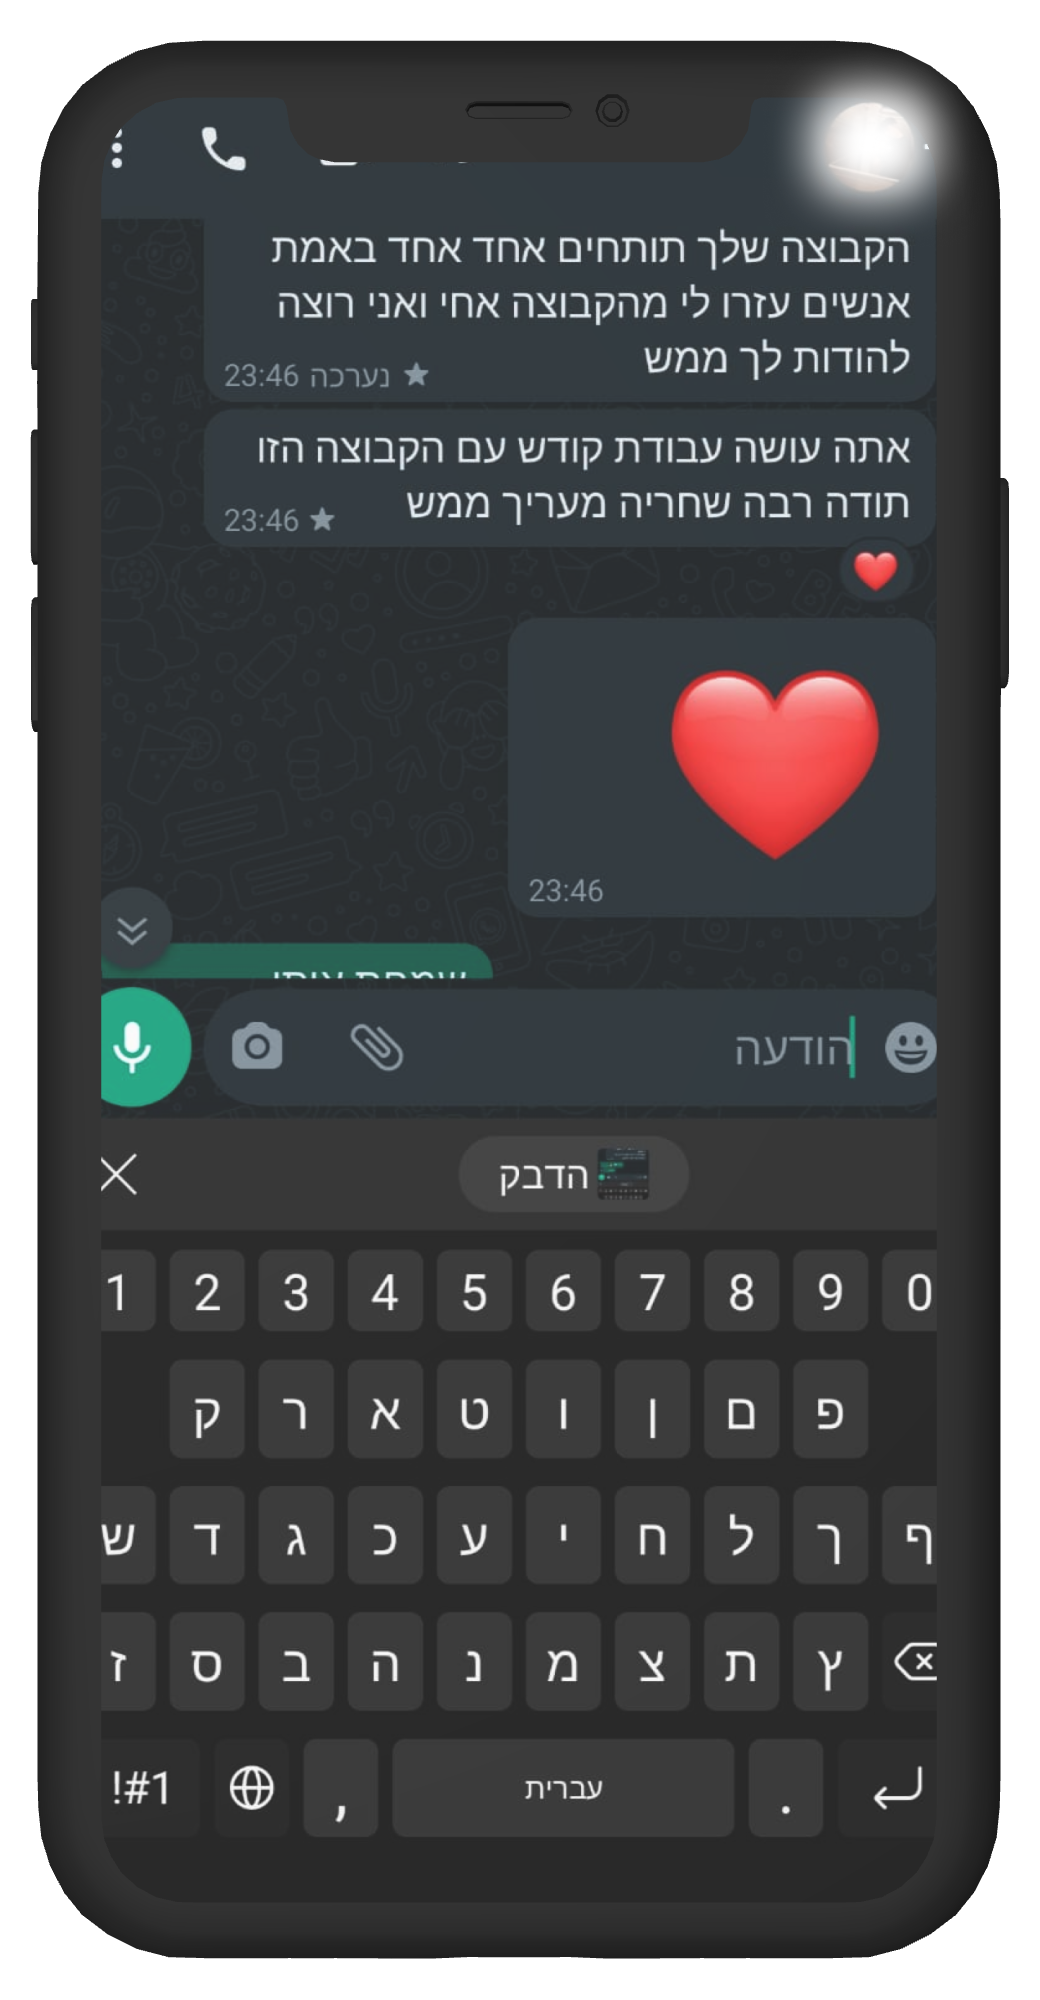 הקבוצה שלך תותחים אחד אחד באמת
אנשים עזרו לי מהקבוצה אחי ואני רוצה
להודות לך ממש
נערכה 23:46
אתה עושה עבודת קודש עם הקבוצה הזו
תודה רבה שחריה מעריך ממש
23:46
23:46
הודעה
הדבק
1 2 3 4 5 6 7 8 9 0
ק ר א ט ו ן ם פ
ש ד ג כ ע י ח ל ך ף
ז ס ב ה נ מ צ ת ץ
!#1 , עברית .